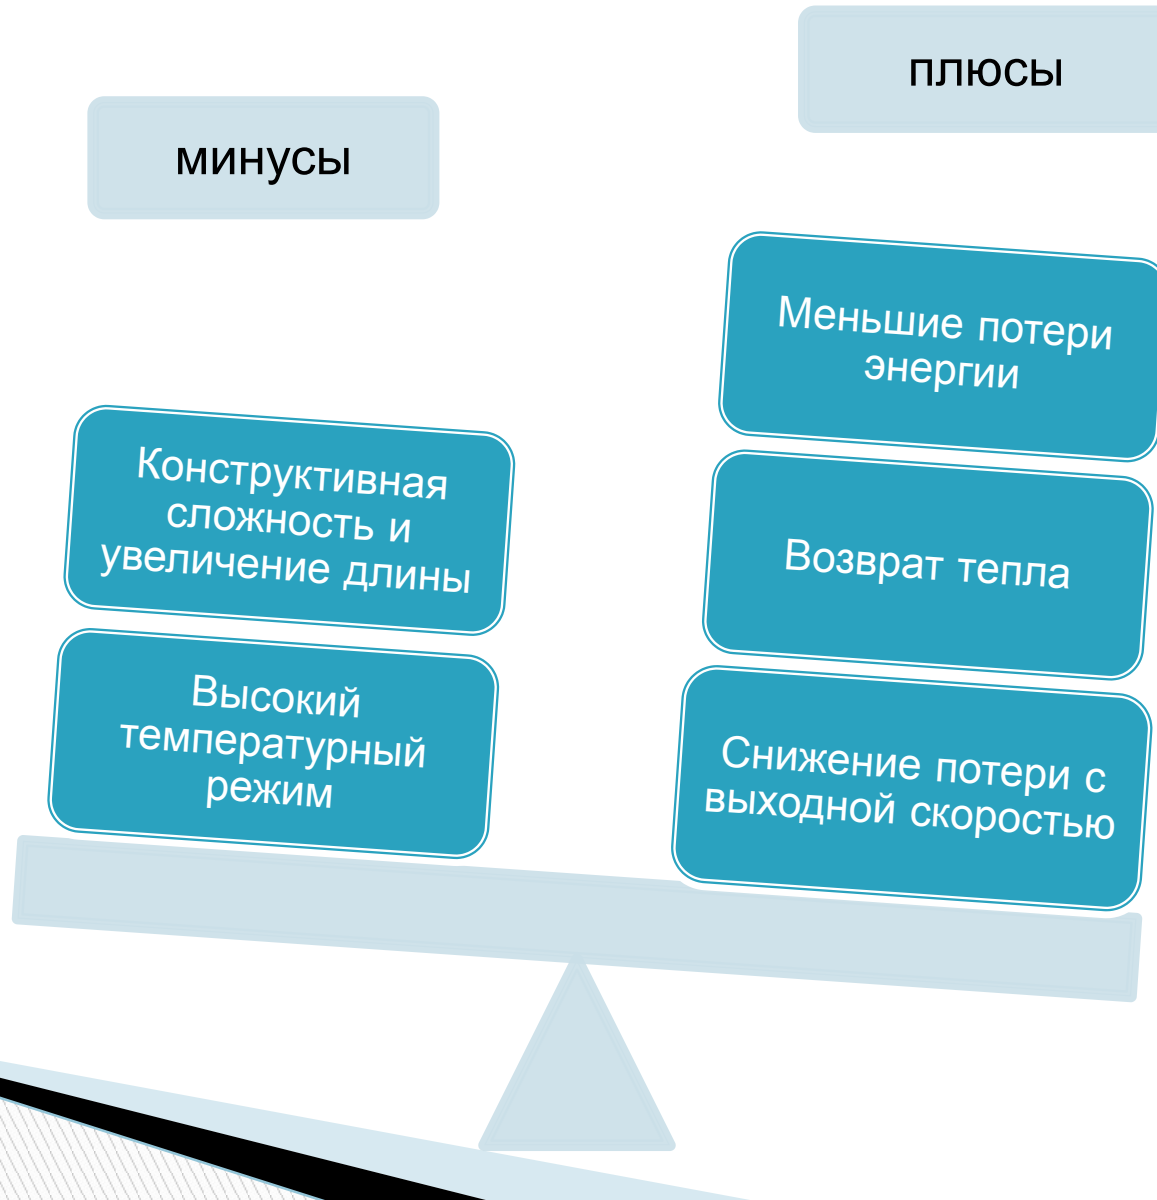 минусы
Конструктивная
сложность и
увеличение длины
Высокий
температурный
режим
плюсы
Меньшие потери
энергии
Возврат тепла
Снижение потери с
выходной скоростью